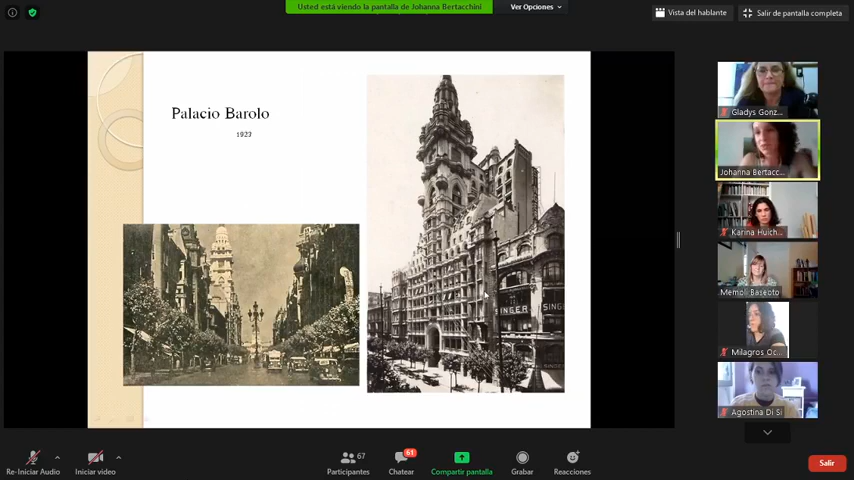 Usted está viendo la pantalla de Johanna Bertacchini
Ver Opciones
Vista del hablante
Salir de pantalla completa
Palacio Barolo
1923
SINGER
SING
Gladys Gonz...
Johanna Bertacc...
Karina Huich...
Memoli Baseoto
Milagros Oc...
Agostina Di Si
Re-Iniciar Audio
Iniciar video
67
Participantes
61
Chatear
Compartir pantalla
Grabar
Reacciones
Salir